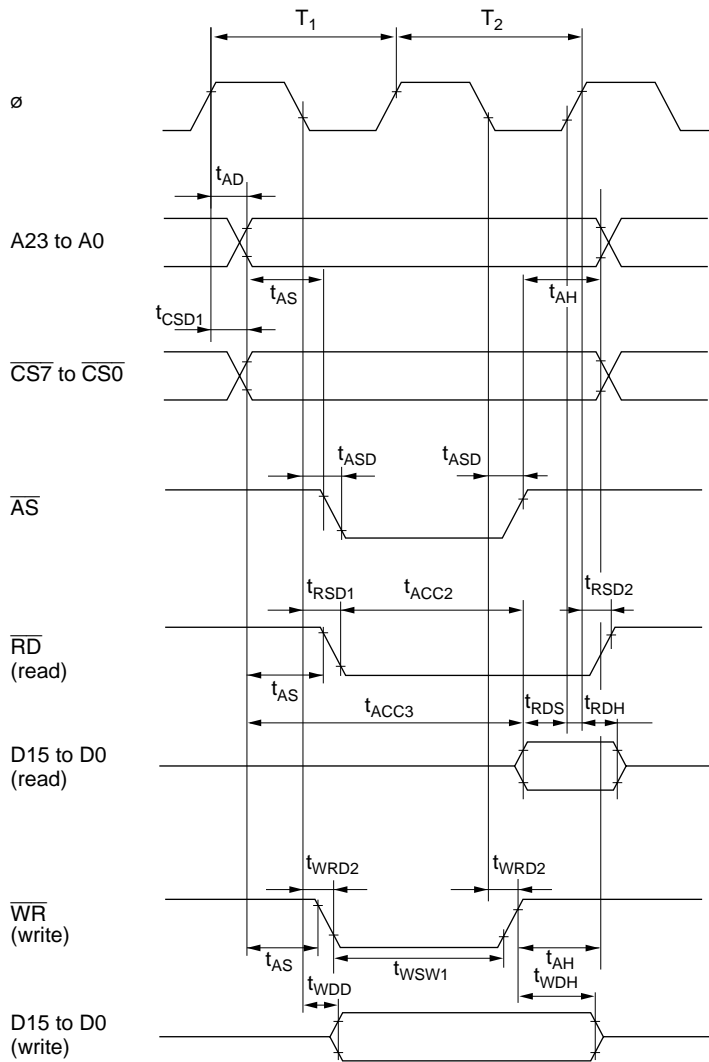 T1 T2
ø
tAD
A23 to A0
tAS tAH
tCSD1
CS7 to CS0
tASD tASD
AS
tRSD1 tACC2 tRSD2
RD
(read)
tAS
tACC3 tRDS tRDH
D15 to D0
(read)
tWRD2 tWRD2
WR
(write)
tAS tWSW1 tAH
tWDD tWDH
D15 to D0
(write)